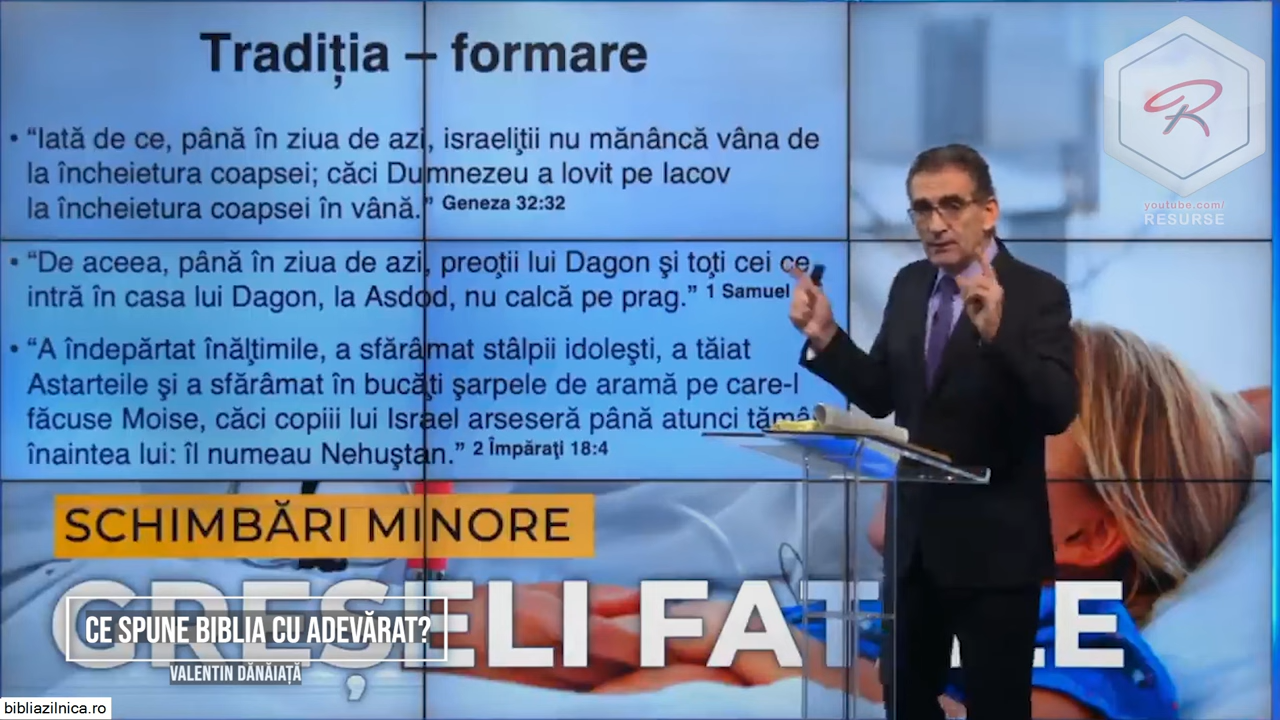 Tradiția – formare
• “Iată de ce, până în ziua de azi, israeliţii nu mănâncă vâna de
la încheietura coapsei; căci Dumnezeu a lovit pe Iacov
la încheietura coapsei în vână.” Geneza 32:32
• “De aceea, până în ziua de azi, preoţii lui Dagon şi toţi cei ce
intră în casa lui Dagon, la Asdod, nu calcă pe prag.” 1 Samuel
• “A îndepărtat înălţimile, a sfărâmat stâlpii idoleşti, a tăiat
Astarteile şi a sfărâmat în bucăţi şarpele de aramă pe care-l
făcuse Moise, căci copiii lui Israel arseseră până atunci
înaintea lui: îl numeau Nehuştan.” 2 Împăraţi 18:4
SCHIMBĂRI MINORE
GREȘELI
CE SPUNE BIBLIA CU ADEVĂRAT?
VALENTIN DĂNĂIAȚĂ
bibliazilnica.ro
R
youtube.com/
RESURSE